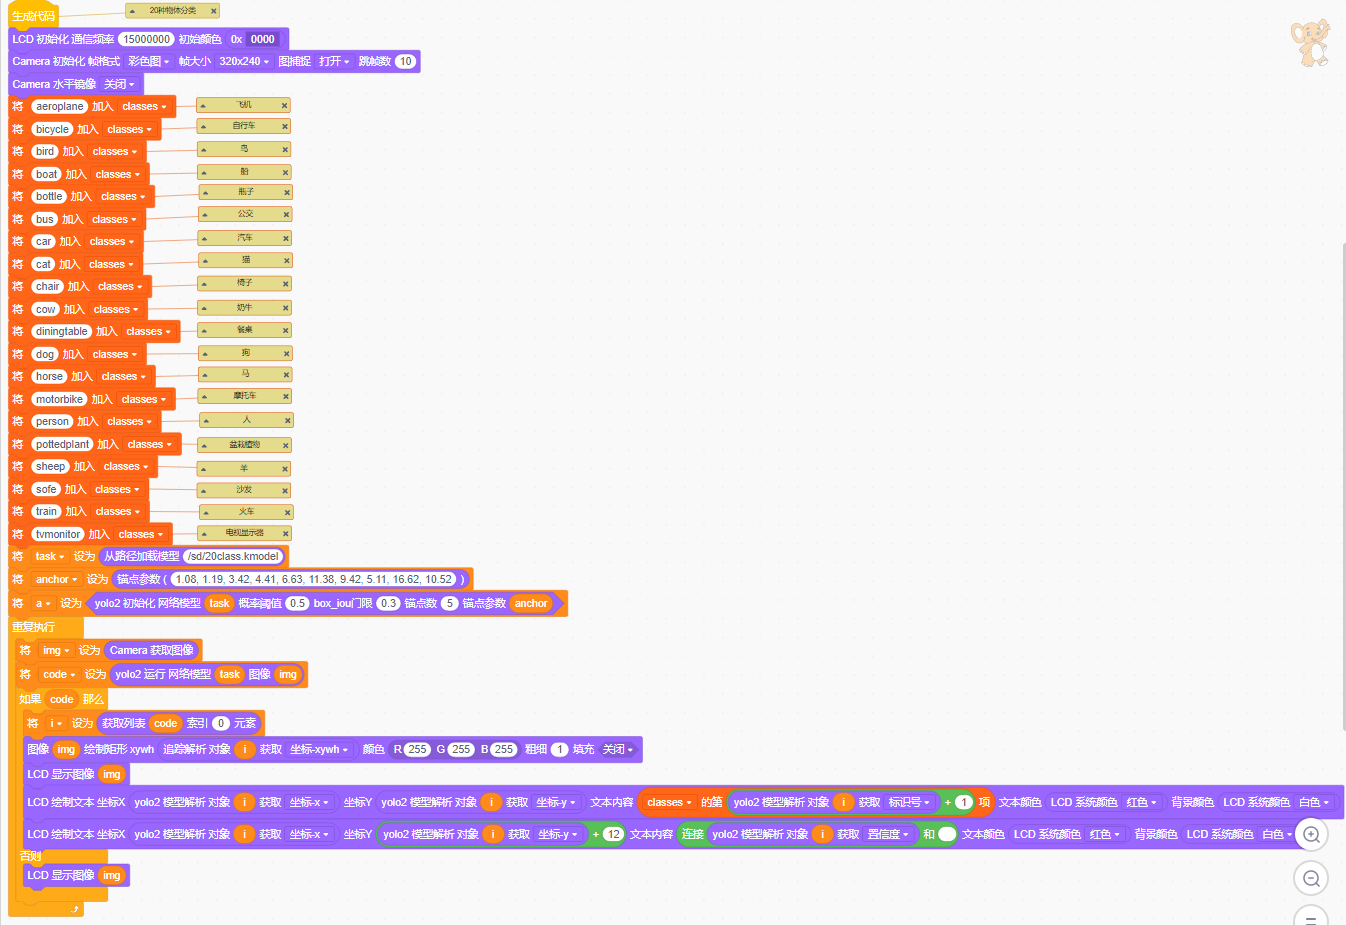 生成代码 20种物体分类
LCD 初始化 通信频率 15000000 初始颜色 0x 0000
Camera 初始化 帧格式 彩色图 帧大小 320x240 图捕捉 打开 跳帧数 10
Camera 水平镜像 关闭
将 aeroplane 加入 classes 飞机
将 bicycle 加入 classes 自行车
将 bird 加入 classes 鸟
将 boat 加入 classes 船
将 bottle 加入 classes 瓶子
将 bus 加入 classes 公交
将 car 加入 classes 汽车
将 cat 加入 classes 猫
将 chair 加入 classes 椅子
将 cow 加入 classes 奶牛
将 diningtable 加入 classes 餐桌
将 dog 加入 classes 狗
将 horse 加入 classes 马
将 motorbike 加入 classes 摩托车
将 person 加入 classes 人
将 pottedplant 加入 classes 盆栽植物
将 sheep 加入 classes 羊
将 sofe 加入 classes 沙发
将 train 加入 classes 火车
将 tvmonitor 加入 classes 电视显示器
将 task 设为 从路径加载模型 /sd/20class.kmodel
将 anchor 设为 锚点参数 ( 1.08, 1.19, 3.42, 4.41, 6.63, 11.38, 9.42, 5.11, 16.62, 10.52 )
将 a 设为 yolo2 初始化 网络模型 task 概率阈值 0.5 box_iou门限 0.3 锚点数 5 锚点参数 anchor
重复执行
将 img 设为 Camera 获取图像
将 code 设为 yolo2 运行 网络模型 task 图像 img
如果 code 那么
将 i 设为 获取列表 code 索引 0 元素
图像 img 绘制矩形 xywh 追踪解析 对象 i 获取 坐标-xywh 颜色 R 255 G 255 B 255 粗细 1 填充 关闭
LCD 显示图像 img
LCD 绘制文本 坐标X yolo2 模型解析 对象 i 获取 坐标-x 坐标Y yolo2 模型解析 对象 i 获取 坐标-y 文本内容 classes 的第 yolo2 模型解析 对象 i 获取 标识号 + 1 项 文本颜色 LCD 系统颜色 红色 背景颜色 LCD 系统颜色 白色
LCD 绘制文本 坐标X yolo2 模型解析 对象 i 获取 坐标-x 坐标Y yolo2 模型解析 对象 i 获取 坐标-y + 12 文本内容 连接 yolo2 模型解析 对象 i 获取 置信度 和 文本颜色 LCD 系统颜色 红色 背景颜色 LCD 系统颜色 白色
否则
LCD 显示图像 img